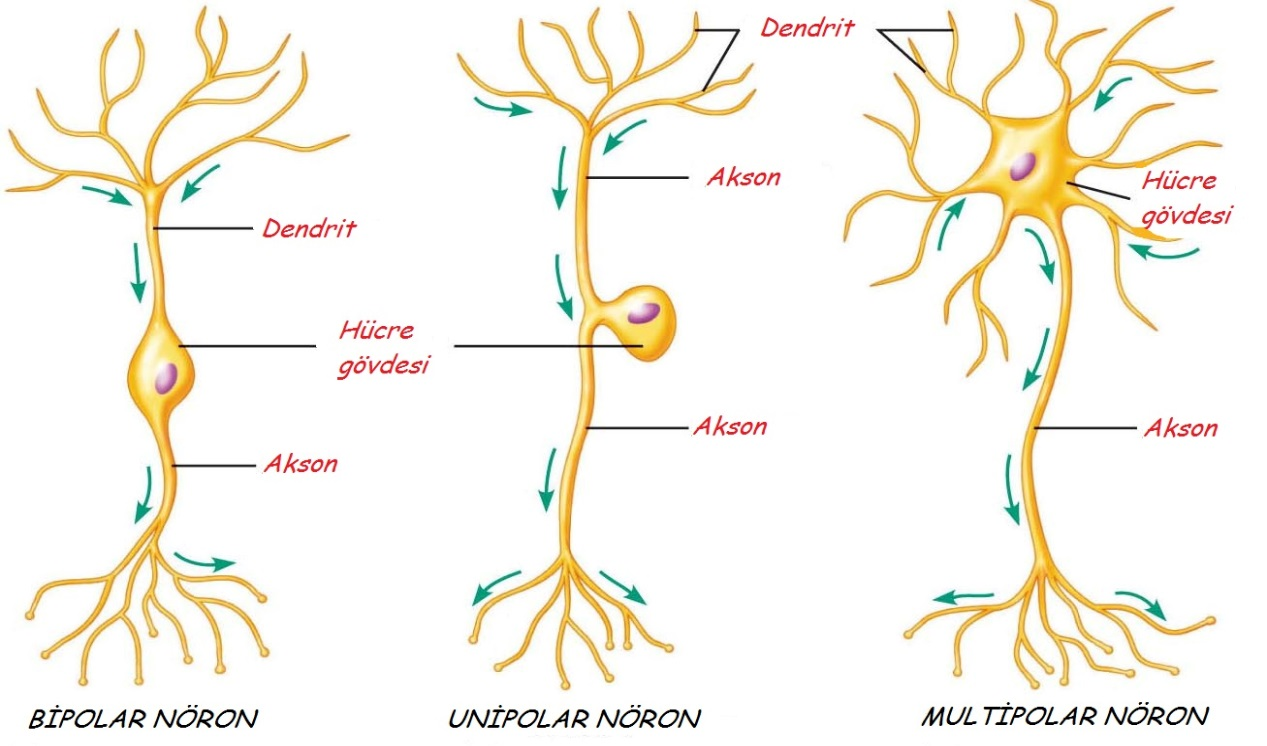 Dendrit
Akson
Hücre
gövdesi
Dendrit
Hücre
gövdesi
Akson
Akson
Akson
BİPOLAR NÖRON
UNİPOLAR NÖRON
MULTİPOLAR NÖRON